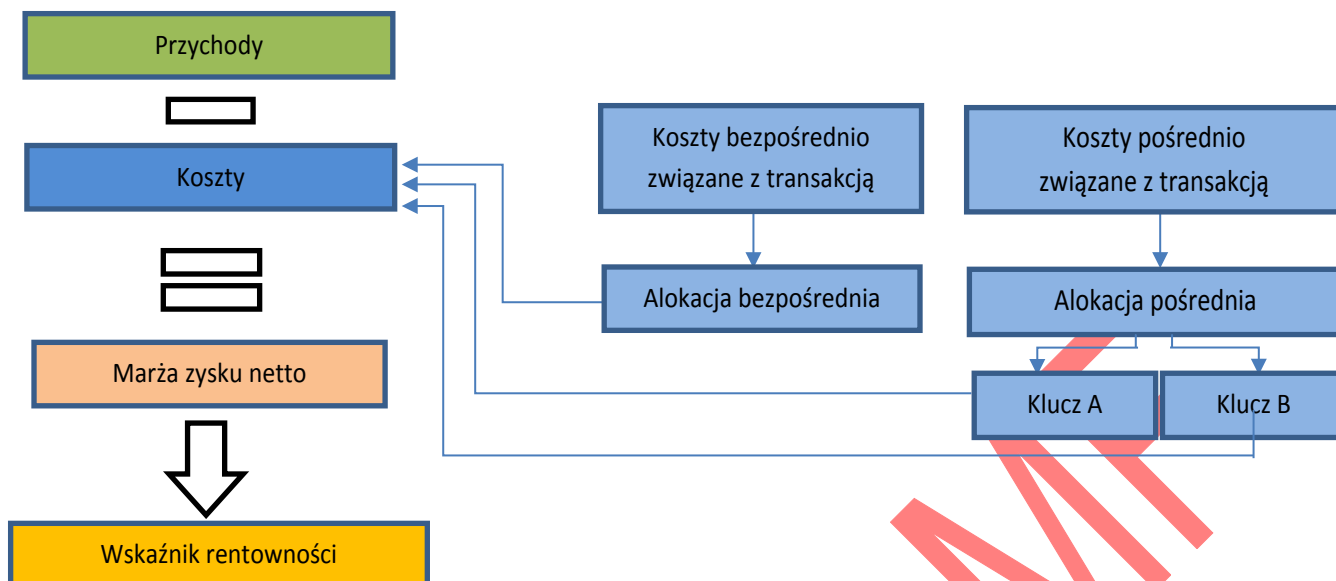 Przychody
Koszty
Marża zysku netto
Wskaźnik rentowności
Koszty bezpośrednio
związane z transakcją
Alokacja bezpośrednia
Koszty pośrednio
związane z transakcją
Alokacja pośrednia
Klucz A
Klucz B